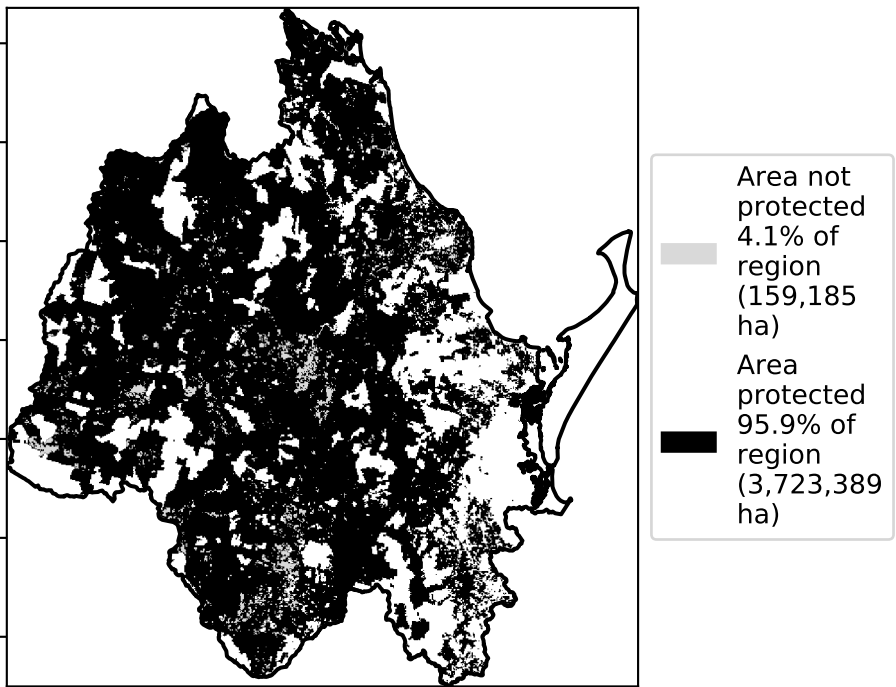 Area not
protected
4.1% of
region
(159,185
ha)
Area
protected
95.9% of
region
(3,723,389
ha)